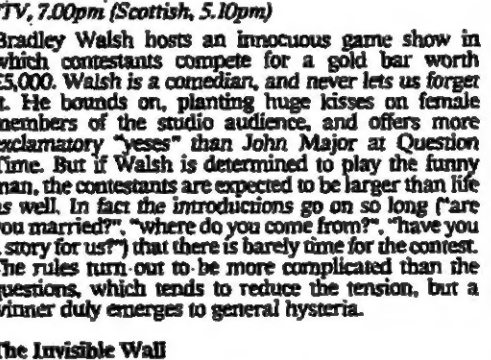 TV, 7.00pm (Scottish, 5.10pm)
Bradley Walsh hosts an innocuous game show in
which contestants compete for a gold bar worth
£5,000. Walsh is a comedian, and never lets us forget
t. He bounds on, planting huge kisses on female
members of the studio audience, and offers more
exclamatory "yeses" than John Major at Question
Time. But if Walsh is determined to play the funny
man, the contestants are expected to be larger than life
as well. In fact the introductions go on so long ("are
you married?", "where do you come from?", "have you
a story for us?") that there is barely time for the contest.
The rules turn out to be more complicated than the
questions, which tends to reduce the tension, but a
winner duly emerges to general hysteria.
The Invisible Wall